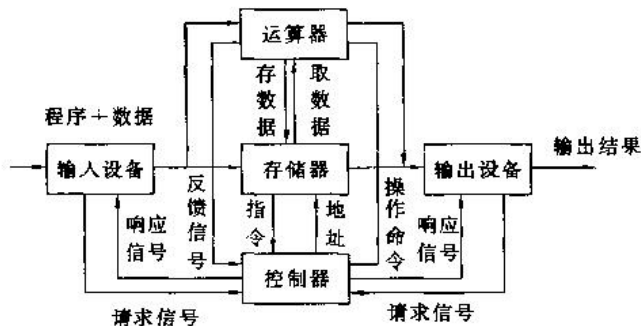 运算器
存数据
取数据
程序＋数据
输出结果
输人设备
存储器
输出设备
反馈信号
指令
地址
操作命令
响应
信号
响应
信号
控制器
请求信号
请求信号